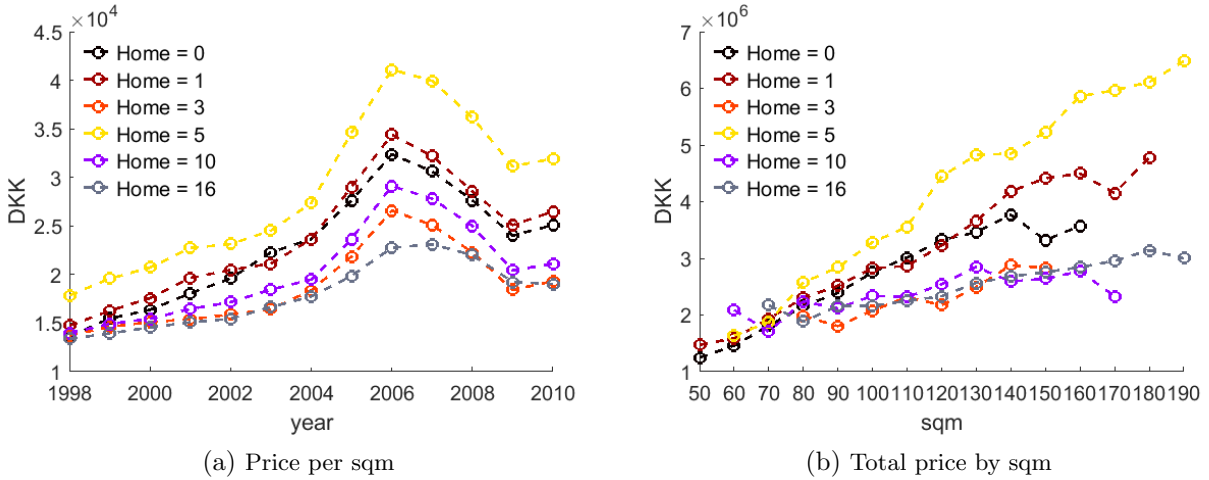 ×10⁴
4.5
4
3.5
3
2.5
2
1.5
1
DKK
Home = 0
Home = 1
Home = 3
Home = 5
Home = 10
Home = 16
1998 2000 2002 2004 2006 2008 2010
year
(a) Price per sqm
×10⁶
7
6
5
4
3
2
1
DKK
Home = 0
Home = 1
Home = 3
Home = 5
Home = 10
Home = 16
50 60 70 80 90 100 110 120 130 140 150 160 170 180 190
sqm
(b) Total price by sqm